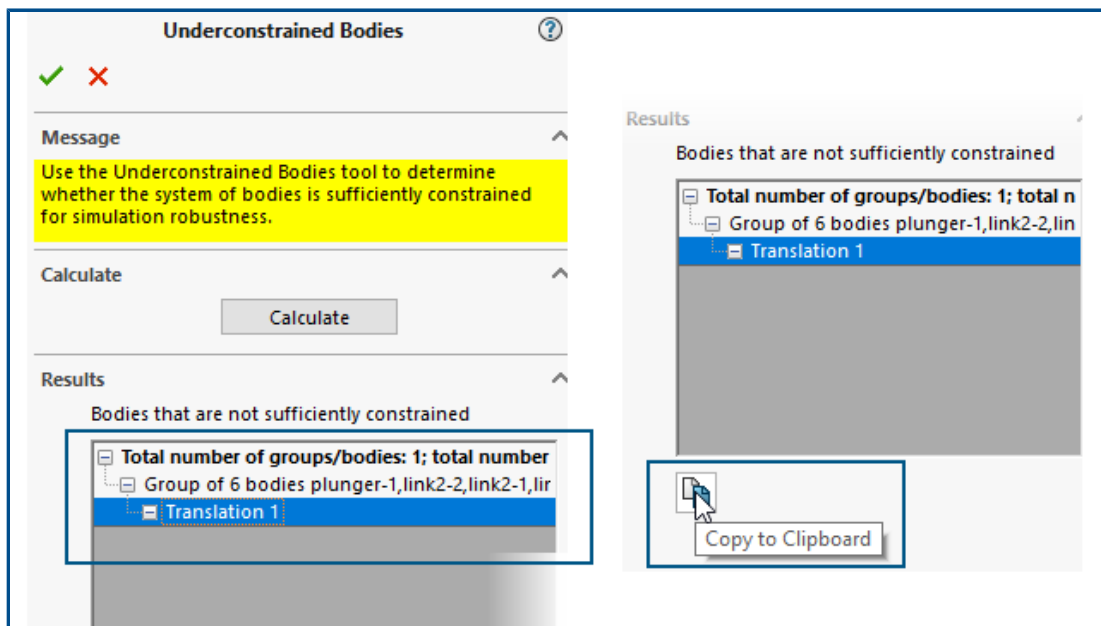 Underconstrained Bodies
Message
Use the Underconstrained Bodies tool to determine
whether the system of bodies is sufficiently constrained
for simulation robustness.
Calculate
Calculate
Results
Bodies that are not sufficiently constrained
Total number of groups/bodies: 1; total number
Group of 6 bodies plunger-1,link2-2,link2-1,lir
Translation 1
Results
Bodies that are not sufficiently constrained
Total number of groups/bodies: 1; total n
Group of 6 bodies plunger-1,link2-2,lin
Translation 1
Copy to Clipboard